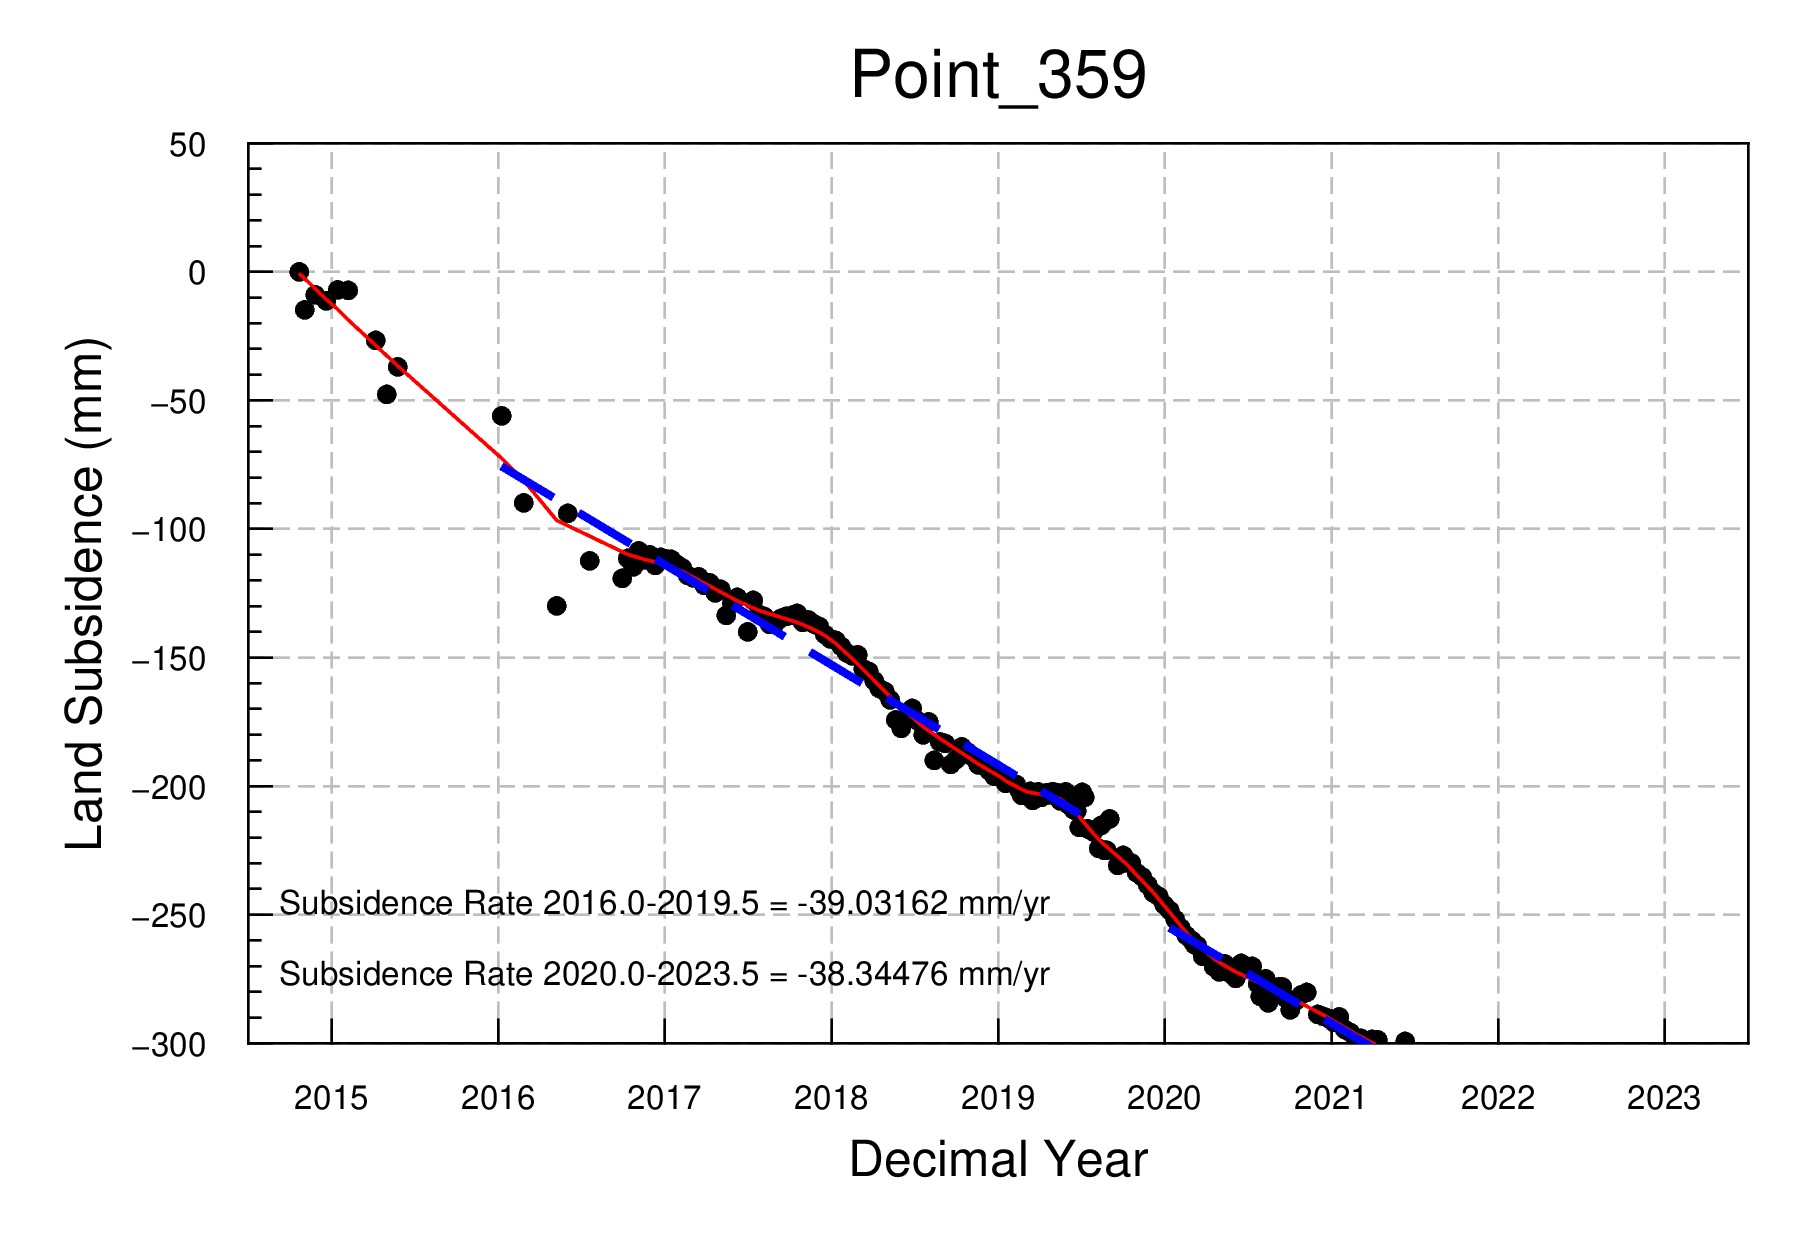 Point_359
50
0
−50
−100
−150
−200
−250
−300
Land Subsidence (mm)
Subsidence Rate 2016.0-2019.5 = -39.03162 mm/yr
Subsidence Rate 2020.0-2023.5 = -38.34476 mm/yr
2015 2016 2017 2018 2019 2020 2021 2022 2023
Decimal Year